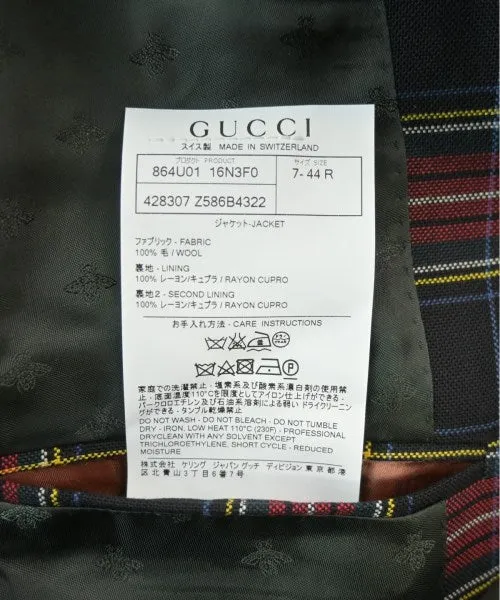 GUCCI
スイス製 MADE IN SWITZERLAND
プロダクト PRODUCT
サイズ SIZE
864U01 16N3F0
7- 44 R
428307 Z586B4322
ジャケット-JACKET
ファブリック - FABRIC
100% 毛 / WOOL
裏地 - LINING
100% レーヨン/キュプラ / RAYON CUPRO
裏地2 - SECOND LINING
100% レーヨン/キュプラ / RAYON CUPRO
お手入れ方法 - CARE INSTRUCTIONS
P
家庭での洗濯禁止、塩素系及び酸素系漂白剤の使用禁
止、底面温度110°Cを限度としてアイロン仕上げができる、
パークロロエチレン及び石油系溶剤による弱い ドライクリーニン
グができる、タンブル乾燥禁止
DO NOT WASH - DO NOT BLEACH - DO NOT TUMBLE
DRY - IRON, LOW HEAT 110°C (230F) - PROFESSIONAL
DRYCLEAN WITH ANY SOLVENT EXCEPT
TRICHLOROETHYLENE, SHORT CYCLE - REDUCED
MOISTURE
株式会社 ケリング ジャパン グッチ ディビジョン 東京都港
区北青山3丁目6番7号